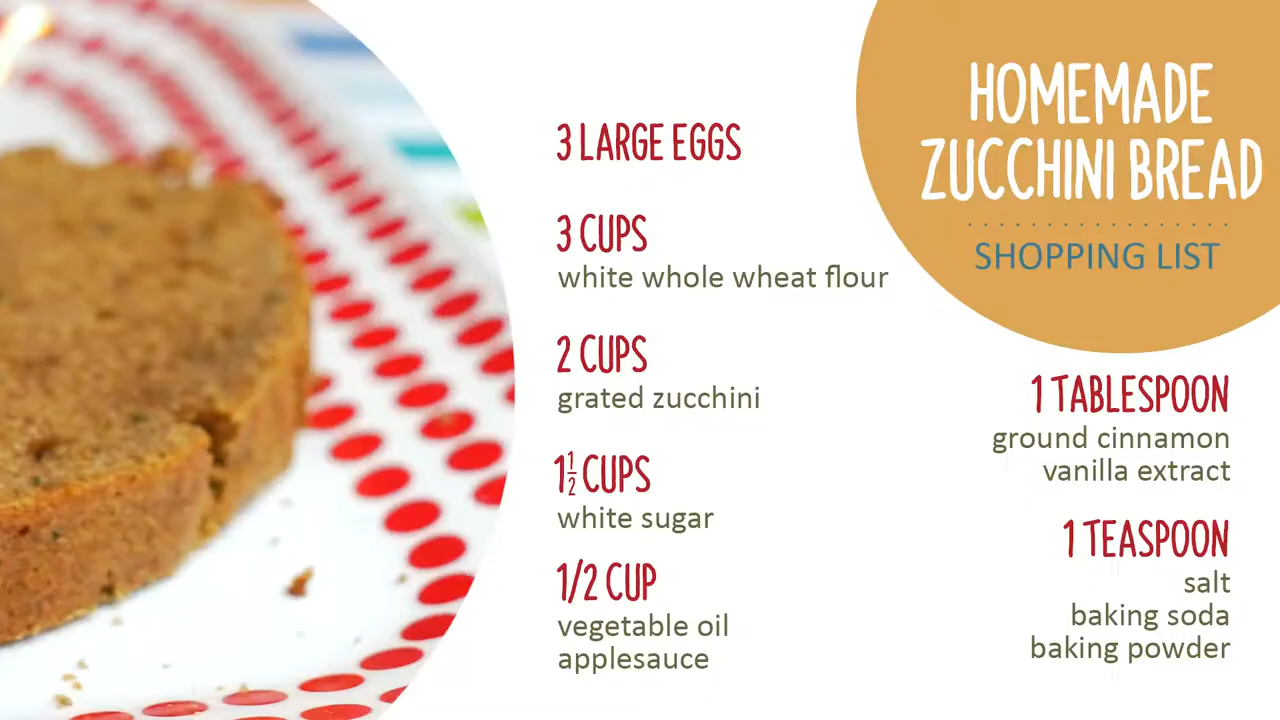 HOMEMADE
ZUCCHINI BREAD
SHOPPING LIST
3 LARGE EGGS
3 CUPS
white whole wheat flour
2 CUPS
grated zucchini
1½ CUPS
white sugar
1/2 CUP
vegetable oil
applesauce
1 TABLESPOON
ground cinnamon
vanilla extract
1 TEASPOON
salt
baking soda
baking powder